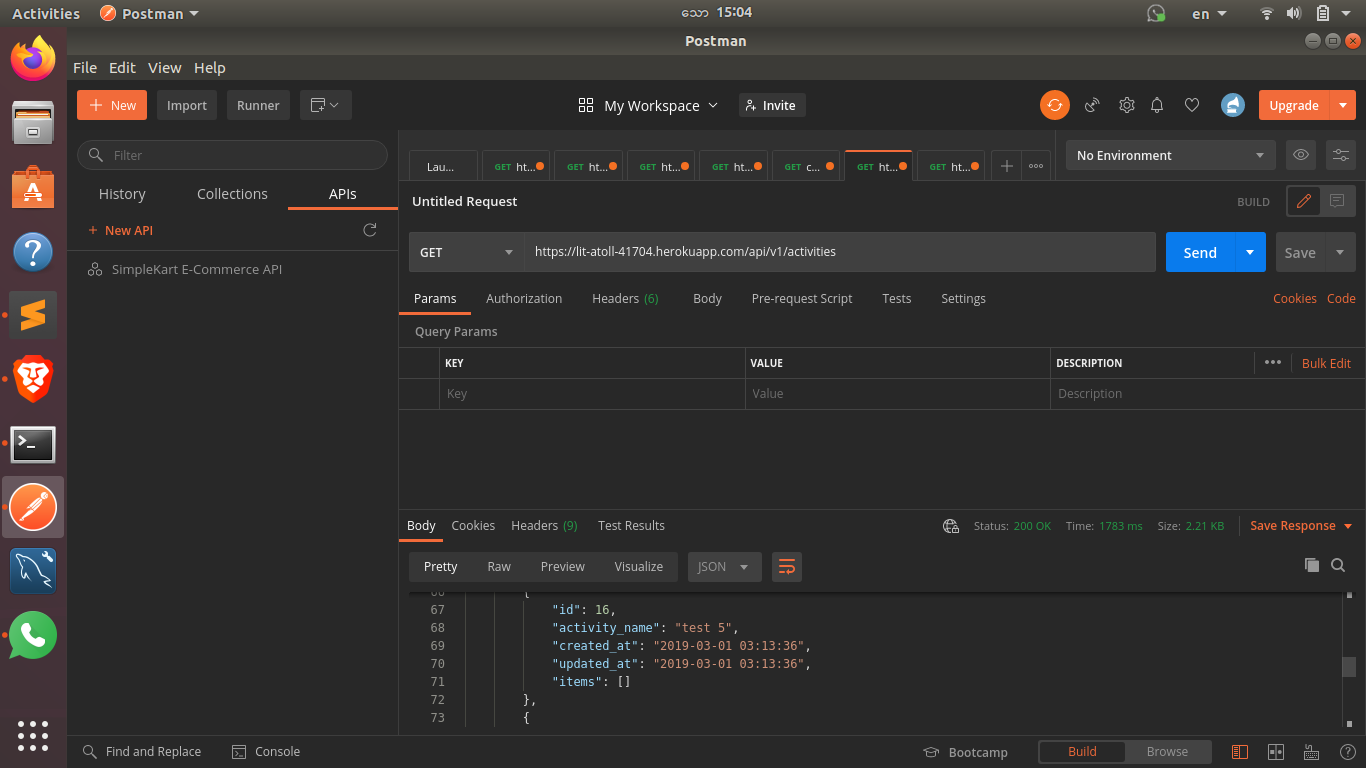 Activities Postman သော 15:04 en
Postman
File Edit View Help
New Import Runner My Workspace Invite Upgrade
Filter
History Collections APIs
New API
SimpleKart E-Commerce API
Lau... GET ht... GET ht... GET ht... GET ht... GET c... GET ht... GET ht... No Environment
Untitled Request BUILD
GET https://lit-atoll-41704.herokuapp.com/api/v1/activities Send Save
Params Authorization Headers (6) Body Pre-request Script Tests Settings Cookies Code
Query Params
KEY VALUE DESCRIPTION Bulk Edit
Key Value Description
Body Cookies Headers (9) Test Results Status: 200 OK Time: 1783 ms Size: 2.21 KB Save Response
Pretty Raw Preview Visualize JSON
66 {
67 "id": 16,
68 "activity_name": "test 5",
69 "created_at": "2019-03-01 03:13:36",
70 "updated_at": "2019-03-01 03:13:36",
71 "items": []
72 },
73 {
Find and Replace Console Bootcamp Build Browse